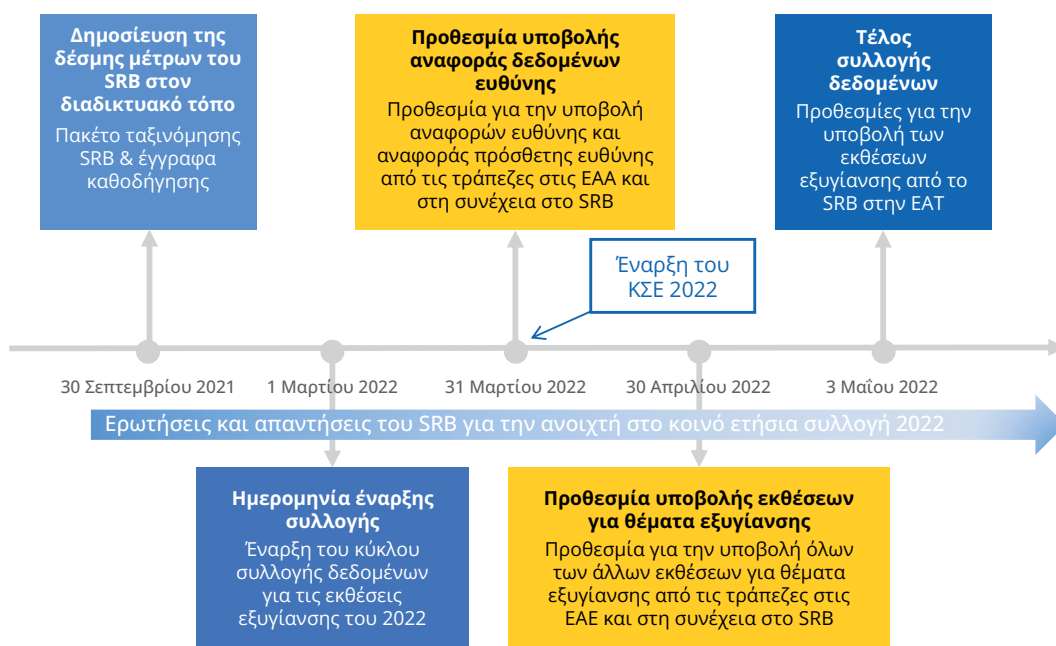 Δημοσίευση της
δέσμης μέτρων του
SRB στον
διαδικτυακό τόπο
Πακέτο ταξινόμησης
SRB & έγγραφα
καθοδήγησης
Προθεσμία υποβολής
αναφοράς δεδομένων
ευθύνης
Προθεσμία για την υποβολή
αναφορών ευθύνης και
αναφοράς πρόσθετης ευθύνης
από τις τράπεζες στις ΕΑΑ και
στη συνέχεια στο SRB
Τέλος
συλλογής
δεδομένων
Προθεσμίες για την
υποβολή των
εκθέσεων
εξυγίανσης από το
SRB στην ΕΑΤ
Έναρξη του
ΚΣΕ 2022
30 Σεπτεμβρίου 2021
1 Μαρτίου 2022
31 Μαρτίου 2022
30 Απριλίου 2022
3 Μαΐου 2022
Ερωτήσεις και απαντήσεις του SRB για την ανοιχτή στο κοινό ετήσια συλλογή 2022
Ημερομηνία έναρξης
συλλογής
Έναρξη του κύκλου
συλλογής δεδομένων
για τις εκθέσεις
εξυγίανσης του 2022
Προθεσμία υποβολής εκθέσεων
για θέματα εξυγίανσης
Προθεσμία για την υποβολή όλων
των άλλων εκθέσεων για θέματα
εξυγίανσης από τις τράπεζες στις
ΕΑΕ και στη συνέχεια στο SRB